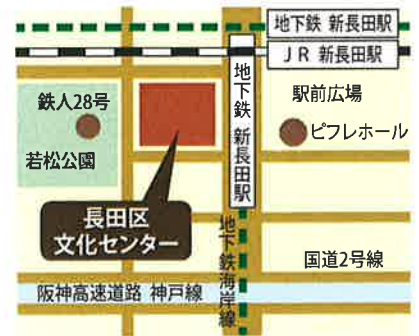 地下鉄 新長田駅
JR 新長田駅
地下鉄 新長田駅
駅前広場
ピフレホール
鉄人28号
若松公園
長田区
文化センター
地下鉄海岸線
国道2号線
阪神高速道路 神戸線